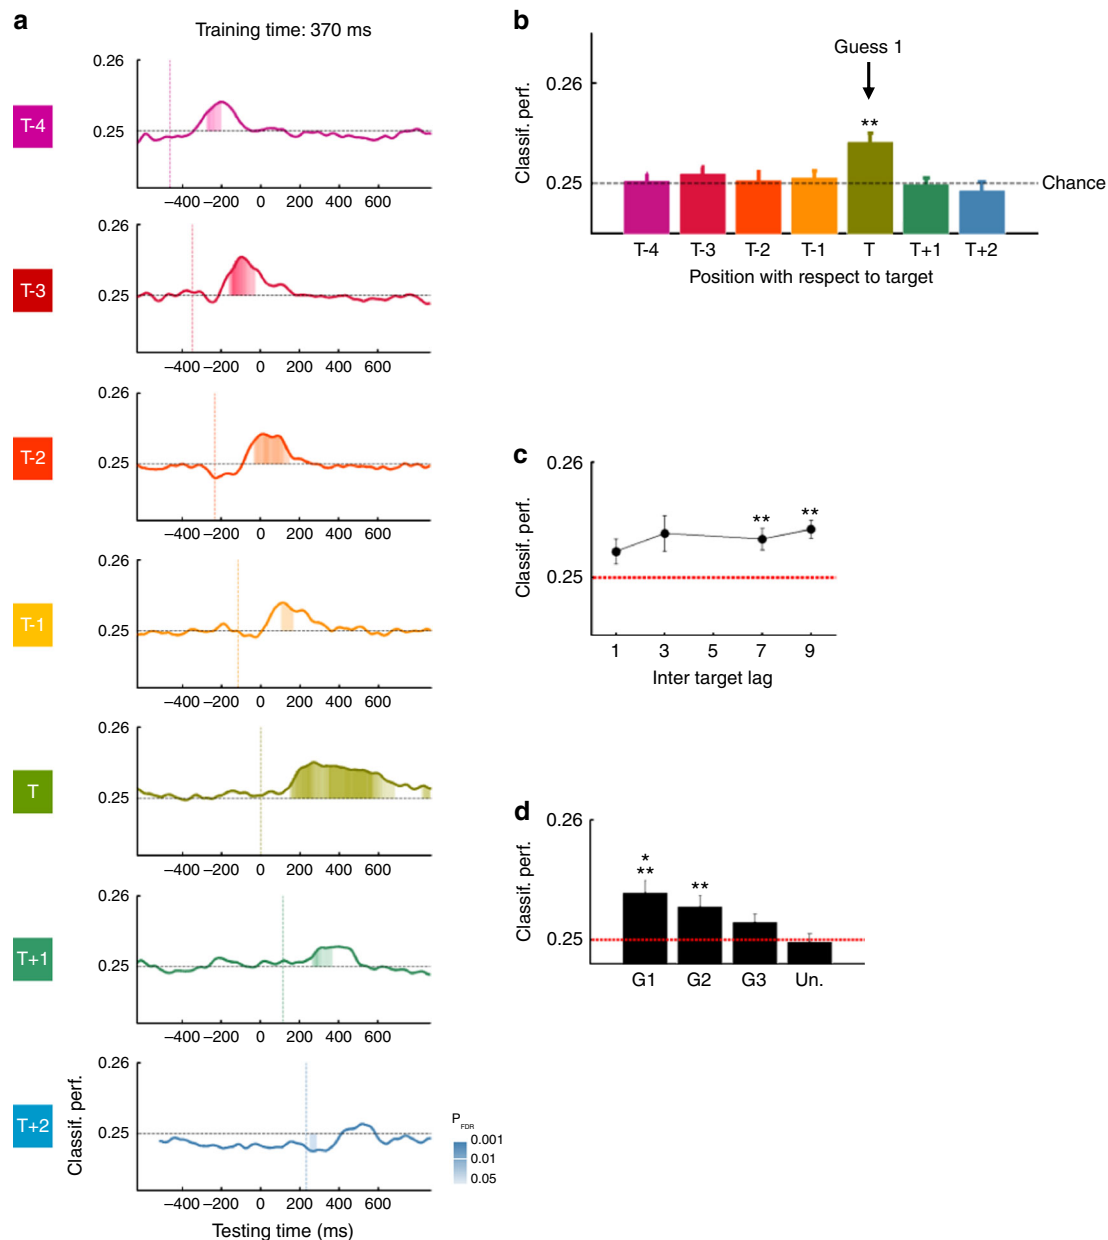 a
Training time: 370 ms
T-4
0.26
0.25
−400 −200 0 200 400 600
T-3
0.26
0.25
−400 −200 0 200 400 600
T-2
0.26
0.25
−400 −200 0 200 400 600
T-1
0.26
0.25
−400 −200 0 200 400 600
T
0.26
0.25
−400 −200 0 200 400 600
T+1
0.26
0.25
−400 −200 0 200 400 600
T+2
Classif. perf.
0.26
0.25
−400 −200 0 200 400 600
Testing time (ms)
P FDR
0.001
0.01
0.05
b
Guess 1
Classif. perf.
0.26
0.25
**
Chance
T-4 T-3 T-2 T-1 T T+1 T+2
Position with respect to target
c
Classif. perf.
0.26
0.25
** **
1 3 5 7 9
Inter target lag
d
Classif. perf.
0.26
0.25
*
** **
G1 G2 G3 Un.